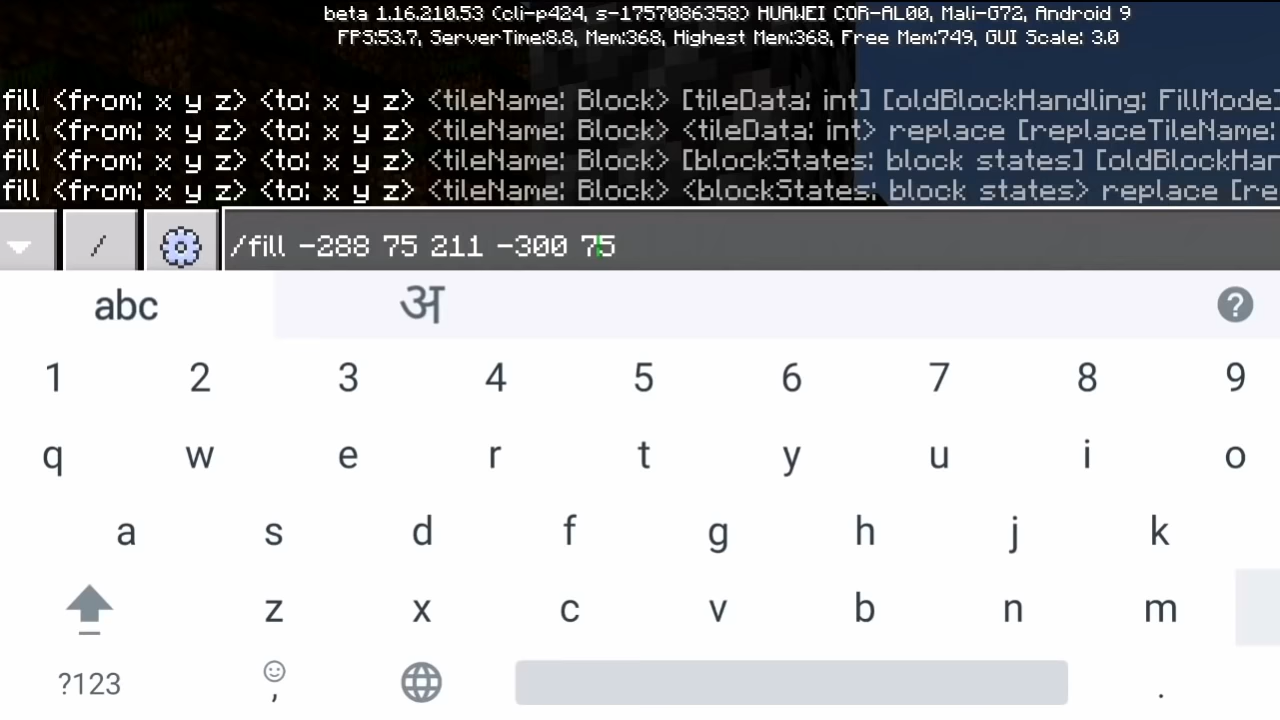 beta 1.16.210.53 (cli-p424, s-1757086358) HUAWEI COR-AL00, Mali-G72, Android 9
FPS:53.7, ServerTime:8.8, Mem:368, Highest Mem:368, Free Mem:749, GUI Scale: 3.0
fill <from: x y z> <to: x y z> <tileName: Block> [tileData: int] [oldBlockHandling: FillMode]
fill <from: x y z> <to: x y z> <tileName: Block> <tileData: int> replace [replaceTileName:
fill <from: x y z> <to: x y z> <tileName: Block> [blockStates: block states] [oldBlockHan
fill <from: x y z> <to: x y z> <tileName: Block> <blockStates: block states> replace [re
/ /fill -288 75 211 -300 75
abc अ ?
1 2 3 4 5 6 7 8 9
q w e r t y u i o
a s d f g h j k
z x c v b n m
?123 , .